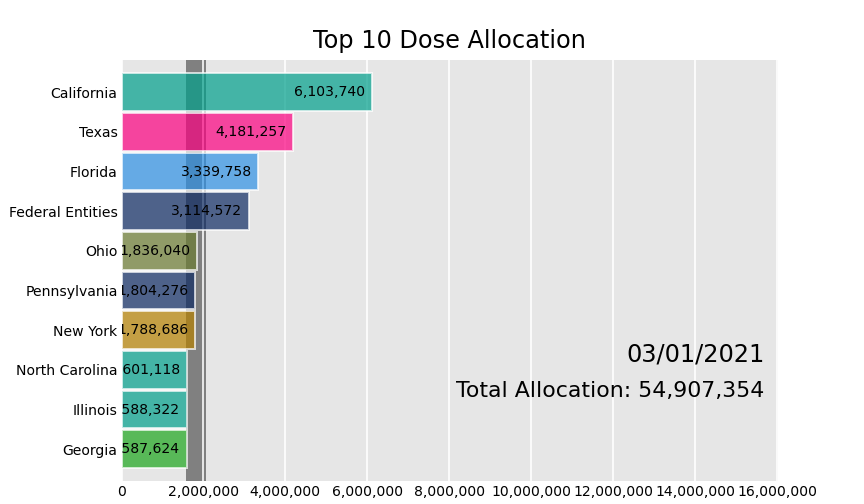 Top 10 Dose Allocation
California 6,103,740
Texas 4,181,257
Florida 3,339,758
Federal Entities 3,114,572
Ohio 1,836,040
Pennsylvania 1,804,276
New York 1,788,686
North Carolina 601,118
Illinois 588,322
Georgia 587,624
03/01/2021
Total Allocation: 54,907,354
0 2,000,000 4,000,000 6,000,000 8,000,000 10,000,000 12,000,000 14,000,000 16,000,000